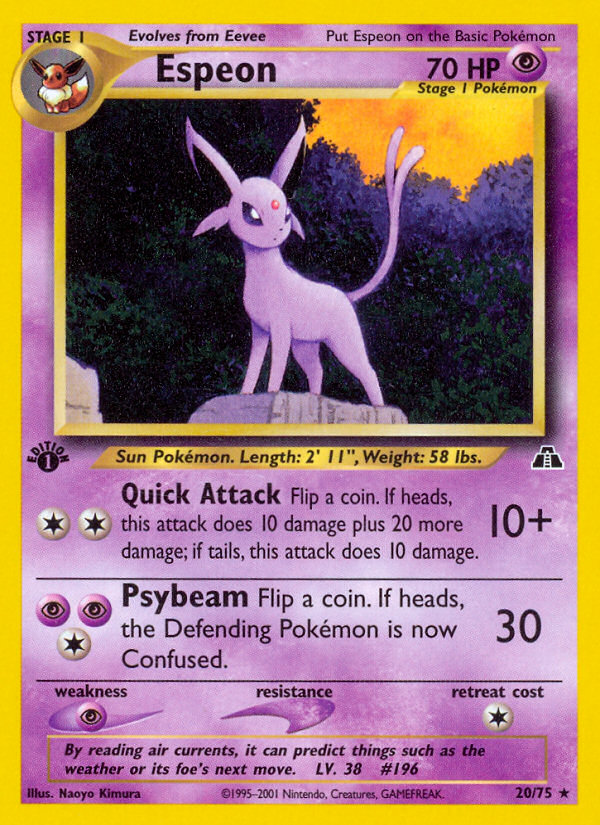 STAGE 1 Evolves from Eevee Put Espeon on the Basic Pokémon
Espeon 70 HP
Stage 1 Pokémon
EDITION
1
Sun Pokémon. Length: 2' 11", Weight: 58 lbs.
Quick Attack Flip a coin. If heads,
this attack does 10 damage plus 20 more
damage; if tails, this attack does 10 damage.
10+
Psybeam Flip a coin. If heads,
the Defending Pokémon is now
Confused.
30
weakness resistance retreat cost
By reading air currents, it can predict things such as the
weather or its foe's next move. LV. 38 #196
Illus. Naoyo Kimura ©1995–2001 Nintendo, Creatures, GAMEFREAK. 20/75 ★